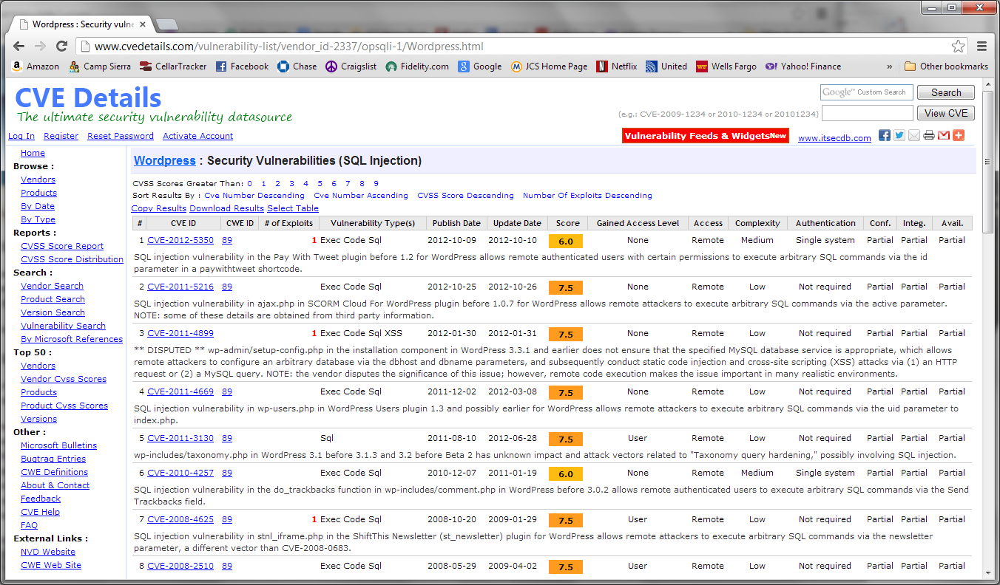 Wordpress : Security vulne
www.cvedetails.com/vulnerability-list/vendor_id-2337/opsqli-1/Wordpress.html
Amazon Camp Sierra CellarTracker Facebook Chase Craigslist Fidelity.com Google JCS Home Page Netflix United Wells Fargo Yahoo! Finance » Other bookmarks
CVE Details
The ultimate security vulnerability datasource
Google™ Custom Search Search
(e.g.: CVE-2009-1234 or 2010-1234 or 20101234) View CVE
Log In Register Reset Password Activate Account
Vulnerability Feeds & WidgetsNew www.itsecdb.com
Home
Browse :
Vendors
Products
By Date
By Type
Reports :
CVSS Score Report
CVSS Score Distribution
Search :
Vendor Search
Product Search
Version Search
Vulnerability Search
By Microsoft References
Top 50 :
Vendors
Vendor Cvss Scores
Products
Product Cvss Scores
Versions
Other :
Microsoft Bulletins
Bugtraq Entries
CWE Definitions
About & Contact
Feedback
CVE Help
FAQ
External Links :
NVD Website
CWE Web Site
Wordpress : Security Vulnerabilities (SQL Injection)
CVSS Scores Greater Than: 0 1 2 3 4 5 6 7 8 9
Sort Results By : Cve Number Descending Cve Number Ascending CVSS Score Descending Number Of Exploits Descending
Copy Results Download Results Select Table
# CVE ID CWE ID # of Exploits Vulnerability Type(s) Publish Date Update Date Score Gained Access Level Access Complexity Authentication Conf. Integ. Avail.
1 CVE-2012-5350 89 1 Exec Code Sql 2012-10-09 2012-10-10 6.0 None Remote Medium Single system Partial Partial Partial
SQL injection vulnerability in the Pay With Tweet plugin before 1.2 for WordPress allows remote authenticated users with certain permissions to execute arbitrary SQL commands via the id
parameter in a paywithtweet shortcode.
2 CVE-2011-5216 89 Exec Code Sql 2012-10-25 2012-10-26 7.5 None Remote Low Not required Partial Partial Partial
SQL injection vulnerability in ajax.php in SCORM Cloud For WordPress plugin before 1.0.7 for WordPress allows remote attackers to execute arbitrary SQL commands via the active parameter.
NOTE: some of these details are obtained from third party information.
3 CVE-2011-4899 1 Exec Code Sql XSS 2012-01-30 2012-01-31 7.5 None Remote Low Not required Partial Partial Partial
** DISPUTED ** wp-admin/setup-config.php in the installation component in WordPress 3.3.1 and earlier does not ensure that the specified MySQL database service is appropriate, which allows
remote attackers to configure an arbitrary database via the dbhost and dbname parameters, and subsequently conduct static code injection and cross-site scripting (XSS) attacks via (1) an HTTP
request or (2) a MySQL query. NOTE: the vendor disputes the significance of this issue; however, remote code execution makes the issue important in many realistic environments.
4 CVE-2011-4669 89 Exec Code Sql 2011-12-02 2012-03-08 7.5 None Remote Low Not required Partial Partial Partial
SQL injection vulnerability in wp-users.php in WordPress Users plugin 1.3 and possibly earlier for WordPress allows remote attackers to execute arbitrary SQL commands via the uid parameter to
index.php.
5 CVE-2011-3130 89 Sql 2011-08-10 2012-06-28 7.5 User Remote Low Not required Partial Partial Partial
wp-includes/taxonomy.php in WordPress 3.1 before 3.1.3 and 3.2 before Beta 2 has unknown impact and attack vectors related to "Taxonomy query hardening," possibly involving SQL injection.
6 CVE-2010-4257 89 Exec Code Sql 2010-12-07 2011-01-19 6.0 None Remote Medium Single system Partial Partial Partial
SQL injection vulnerability in the do_trackbacks function in wp-includes/comment.php in WordPress before 3.0.2 allows remote authenticated users to execute arbitrary SQL commands via the Send
Trackbacks field.
7 CVE-2008-4625 89 1 Exec Code Sql 2008-10-20 2009-01-29 7.5 User Remote Low Not required Partial Partial Partial
SQL injection vulnerability in stnl_iframe.php in the ShiftThis Newsletter (st_newsletter) plugin for WordPress allows remote attackers to execute arbitrary SQL commands via the newsletter
parameter, a different vector than CVE-2008-0683.
8 CVE-2008-2510 89 Exec Code Sql 2008-05-29 2009-04-02 7.5 User Remote Low Not required Partial Partial Partial